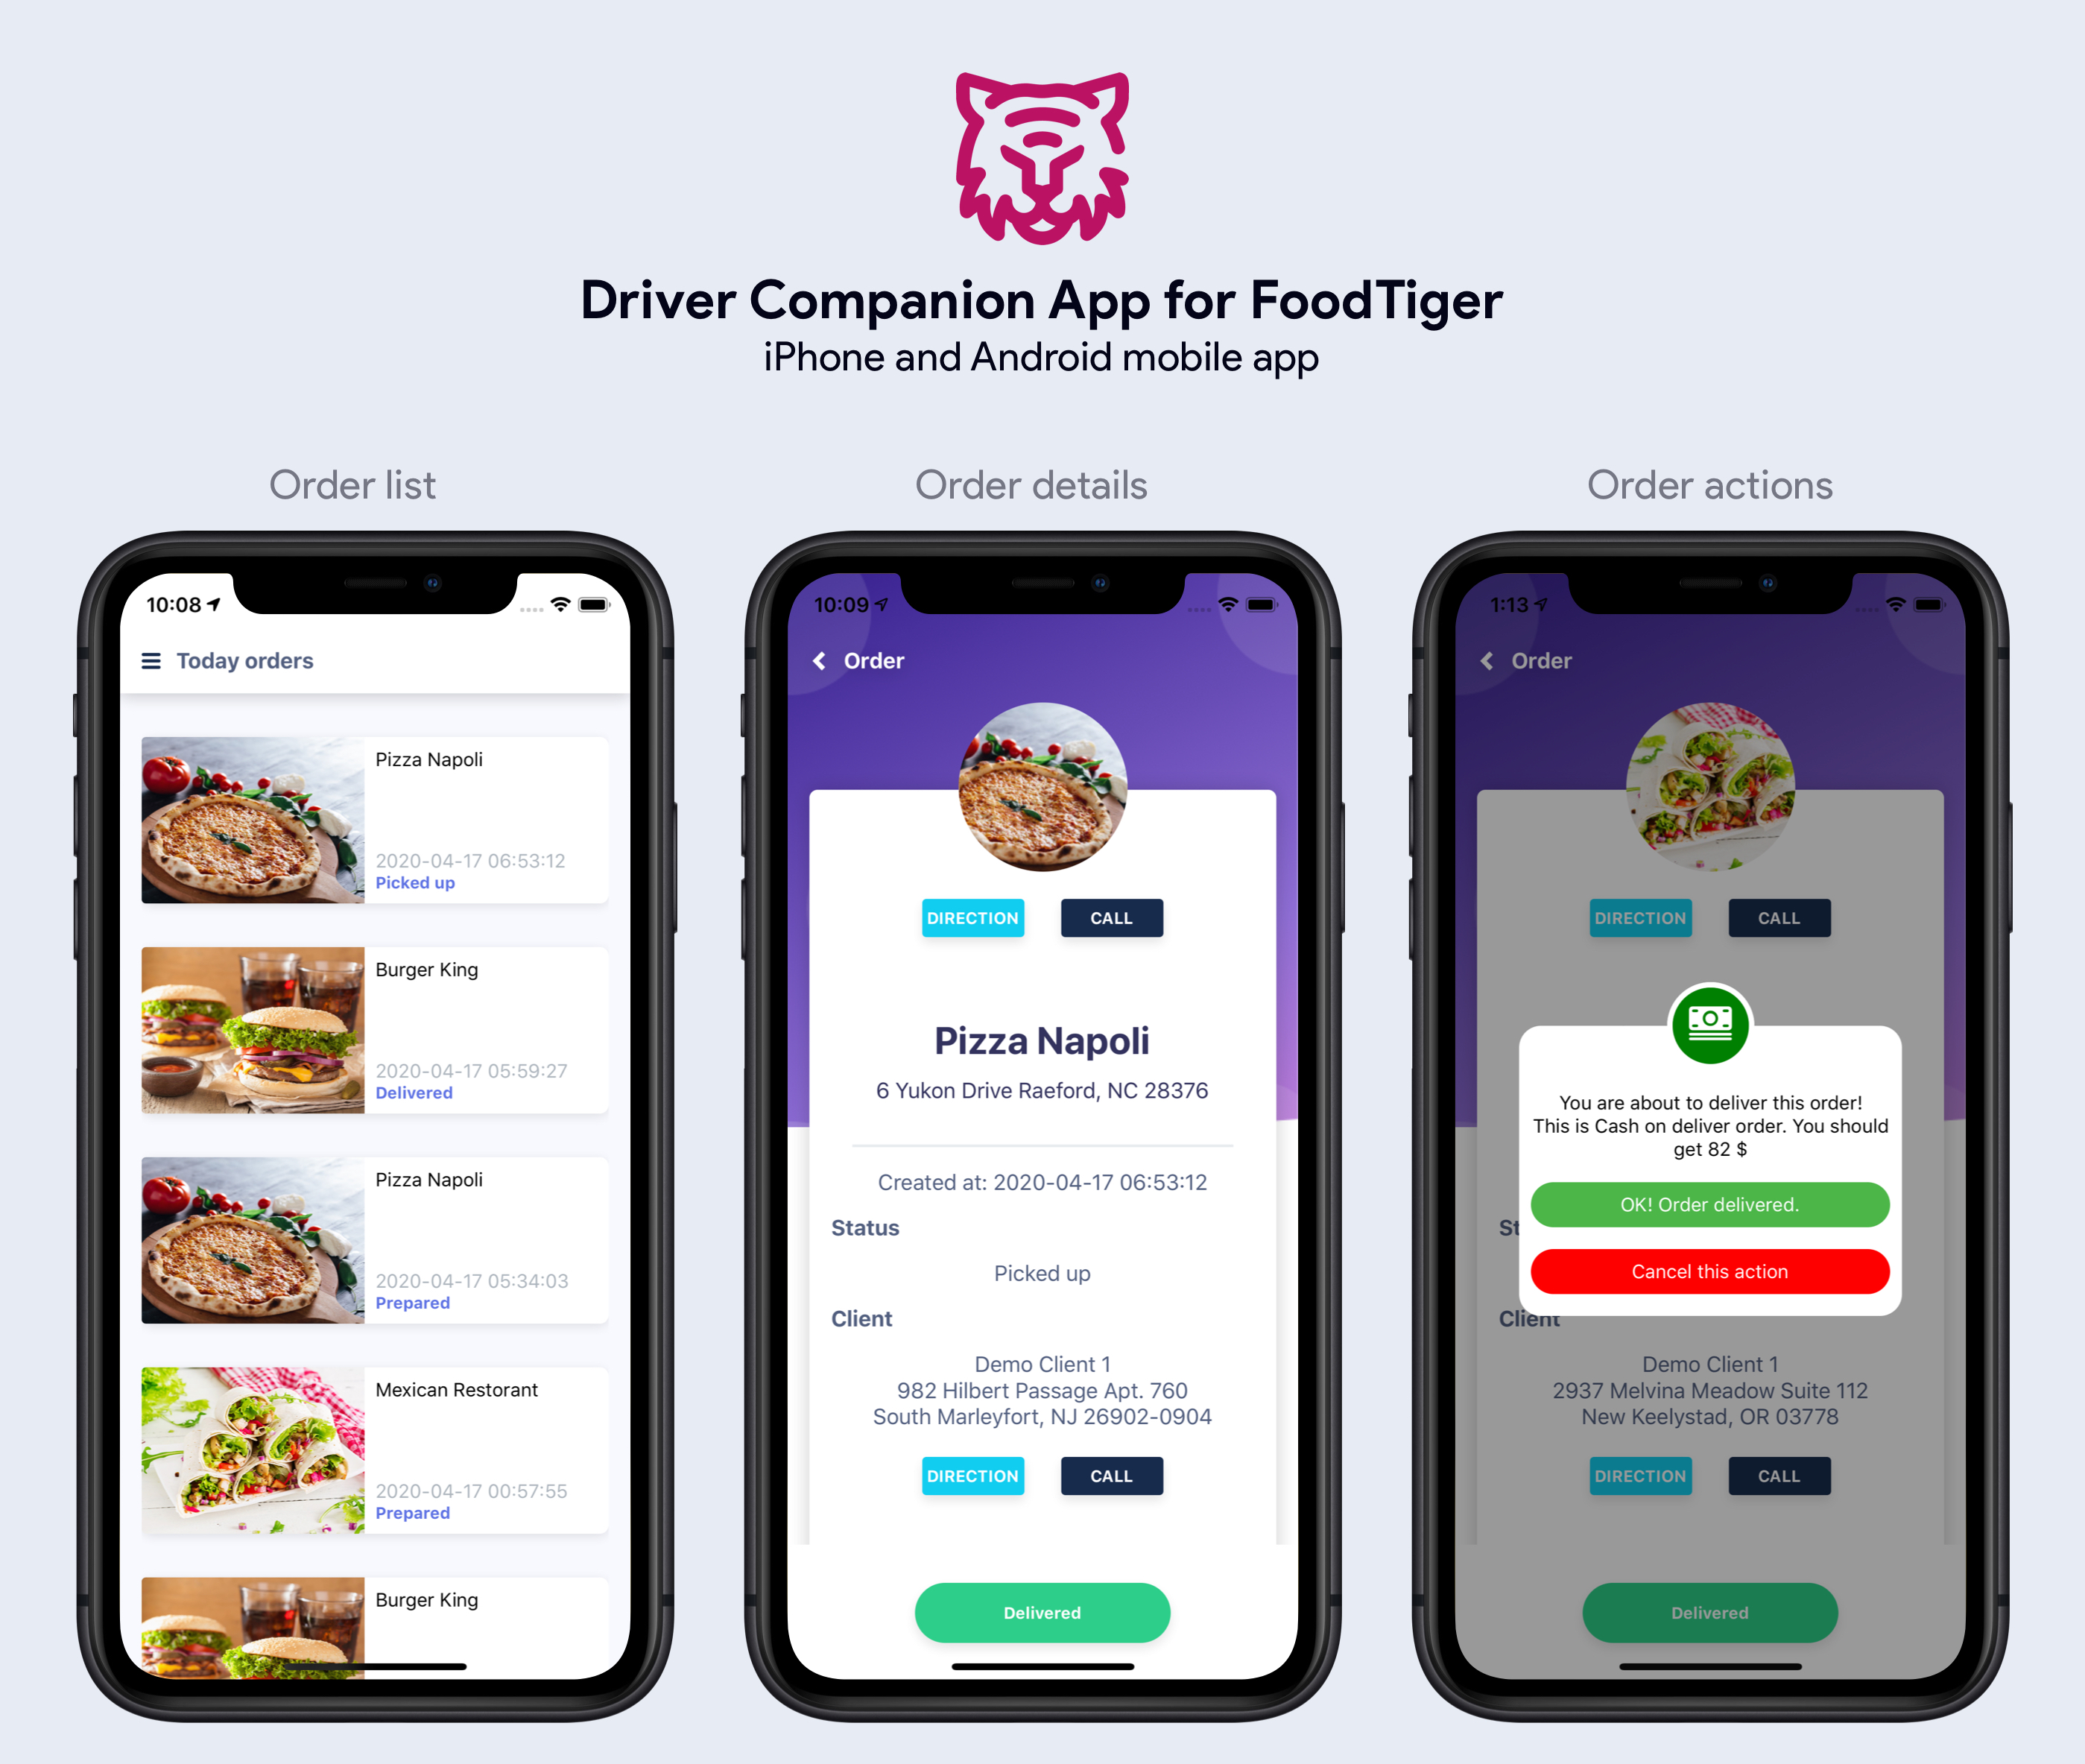 Driver Companion App for FoodTiger
iPhone and Android mobile app
Order list
10:08
Today orders
Pizza Napoli
2020-04-17 06:53:12
Picked up
Burger King
2020-04-17 05:59:27
Delivered
Pizza Napoli
2020-04-17 05:34:03
Prepared
Mexican Restorant
2020-04-17 00:57:55
Prepared
Burger King
Order details
10:09
Order
DIRECTION CALL
Pizza Napoli
6 Yukon Drive Raeford, NC 28376
Created at: 2020-04-17 06:53:12
Status
Picked up
Client
Demo Client 1
982 Hilbert Passage Apt. 760
South Marleyfort, NJ 26902-0904
DIRECTION CALL
Delivered
Order actions
1:13
Order
DIRECTION CALL
You are about to deliver this order!
This is Cash on deliver order. You should
get 82 $
OK! Order delivered.
St
Cancel this action
Client
Demo Client 1
2937 Melvina Meadow Suite 112
New Keelystad, OR 03778
DIRECTION CALL
Delivered